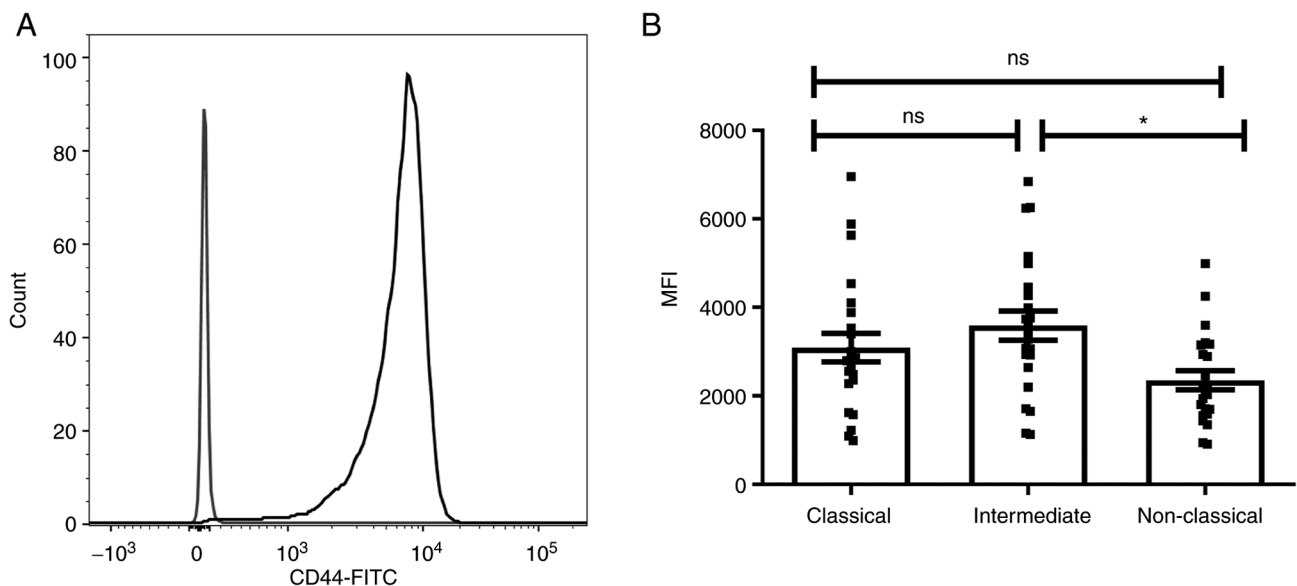 A
Count
100
80
60
40
20
0
−10³ 0 10³ 10⁴ 10⁵
CD44-FITC
B
ns
ns *
MFI
8000
6000
4000
2000
0
Classical Intermediate Non-classical